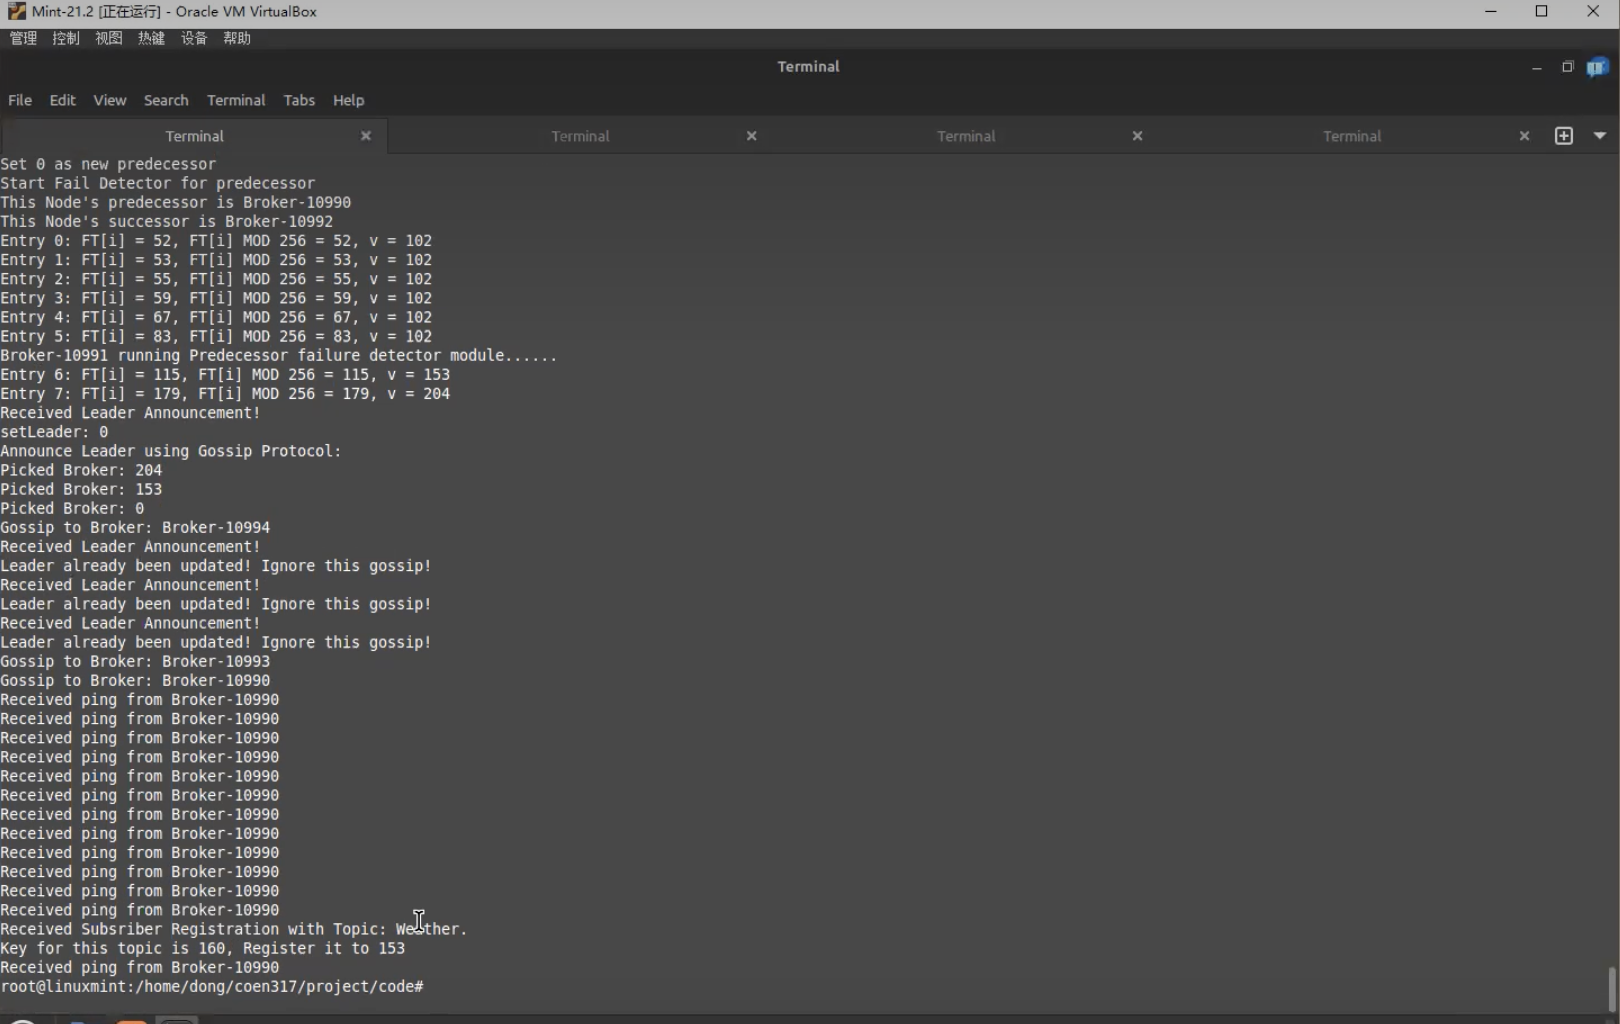 Mint-21.2 [正在运行] - Oracle VM VirtualBox
管理 控制 视图 热键 设备 帮助
Terminal
File Edit View Search Terminal Tabs Help
Terminal Terminal Terminal Terminal
Set 0 as new predecessor
Start Fail Detector for predecessor
This Node's predecessor is Broker-10990
This Node's successor is Broker-10992
Entry 0: FT[i] = 52, FT[i] MOD 256 = 52, v = 102
Entry 1: FT[i] = 53, FT[i] MOD 256 = 53, v = 102
Entry 2: FT[i] = 55, FT[i] MOD 256 = 55, v = 102
Entry 3: FT[i] = 59, FT[i] MOD 256 = 59, v = 102
Entry 4: FT[i] = 67, FT[i] MOD 256 = 67, v = 102
Entry 5: FT[i] = 83, FT[i] MOD 256 = 83, v = 102
Broker-10991 running Predecessor failure detector module......
Entry 6: FT[i] = 115, FT[i] MOD 256 = 115, v = 153
Entry 7: FT[i] = 179, FT[i] MOD 256 = 179, v = 204
Received Leader Announcement!
setLeader: 0
Announce Leader using Gossip Protocol:
Picked Broker: 204
Picked Broker: 153
Picked Broker: 0
Gossip to Broker: Broker-10994
Received Leader Announcement!
Leader already been updated! Ignore this gossip!
Received Leader Announcement!
Leader already been updated! Ignore this gossip!
Received Leader Announcement!
Leader already been updated! Ignore this gossip!
Gossip to Broker: Broker-10993
Gossip to Broker: Broker-10990
Received ping from Broker-10990
Received ping from Broker-10990
Received ping from Broker-10990
Received ping from Broker-10990
Received ping from Broker-10990
Received ping from Broker-10990
Received ping from Broker-10990
Received ping from Broker-10990
Received ping from Broker-10990
Received ping from Broker-10990
Received ping from Broker-10990
Received ping from Broker-10990
Received Subsriber Registration with Topic: Weather.
Key for this topic is 160, Register it to 153
Received ping from Broker-10990
root@linuxmint:/home/dong/coen317/project/code#